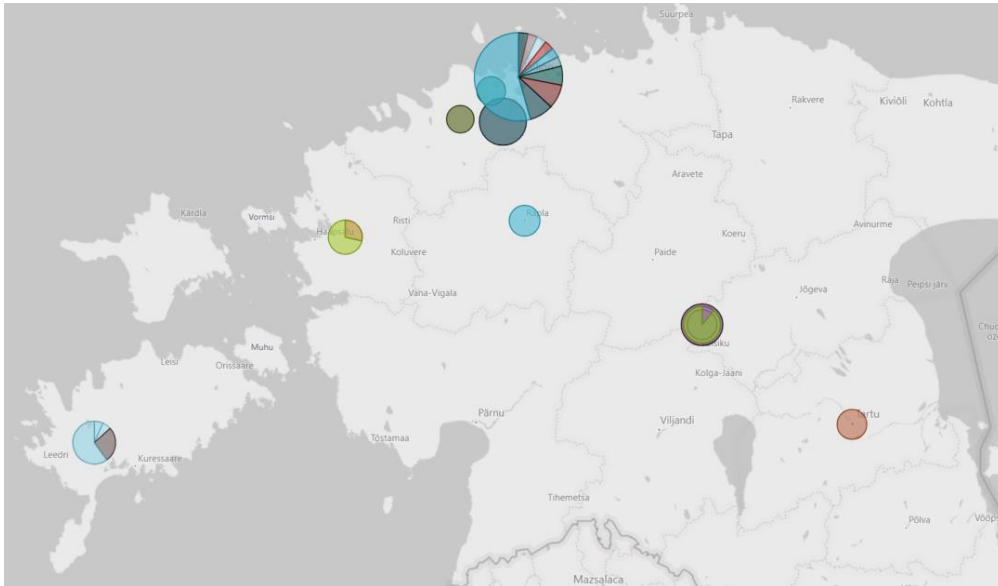 Suurpea
Rakvere
Kiviõli
Kohtla
Tapa
Aravete
Kärdla
Vormsi
Risti
Haapsalu
Rapla
Avinurme
Koeru
Koluvere
Paide
Raja
Peipsi järv
Vana-Vigala
Jõgeva
Muhu
Leisi
Orissaare
Kolga-Jaani
Pärnu
Tartu
Viljandi
Tõstamaa
Leedri
Kuressaare
Tihemetsa
Põlva
Mazsalaca